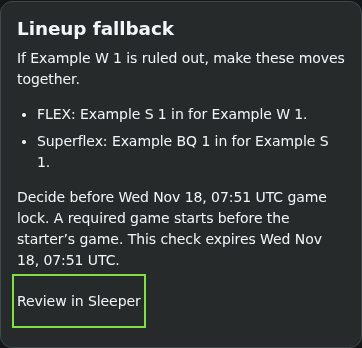 Lineup fallback
If Example W 1 is ruled out, make these moves
together.
• FLEX: Example S 1 in for Example W 1.
• Superflex: Example BQ 1 in for Example S
1.
Decide before Wed Nov 18, 07:51 UTC game
lock. A required game starts before the
starter’s game. This check expires Wed Nov
18, 07:51 UTC.
Review in Sleeper